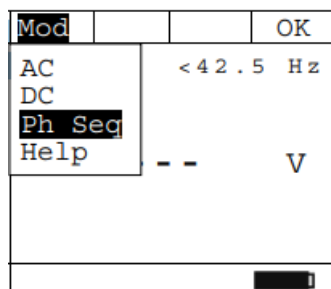 Mod OK
AC <42.5 Hz
DC
Ph Seq
Help -- V